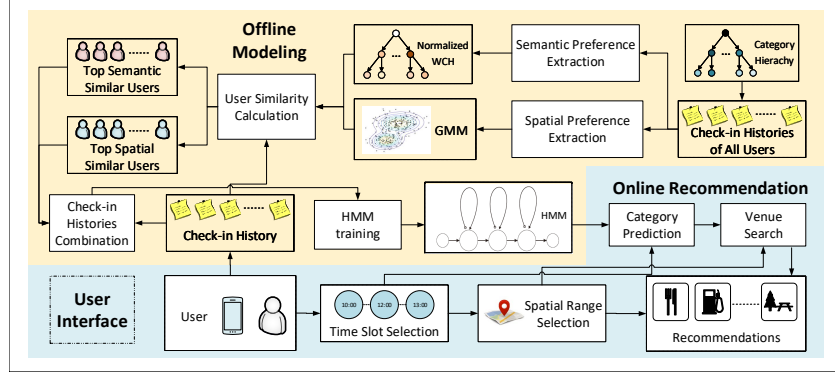 Offline
Modeling
Top Semantic
Similar Users
User Similarity
Calculation
Normalized
WCH
Semantic Preference
Extraction
Category
Hierachy
Top Spatial
Similar Users
GMM
Spatial Preference
Extraction
Check-in Histories
of All Users
Check-in
Histories
Combination
Check-in History
HMM
training
HMM
Online Recommendation
Category
Prediction
Venue
Search
User
Interface
User
10:00
12:00
13:00
Time Slot Selection
Spatial Range
Selection
Recommendations